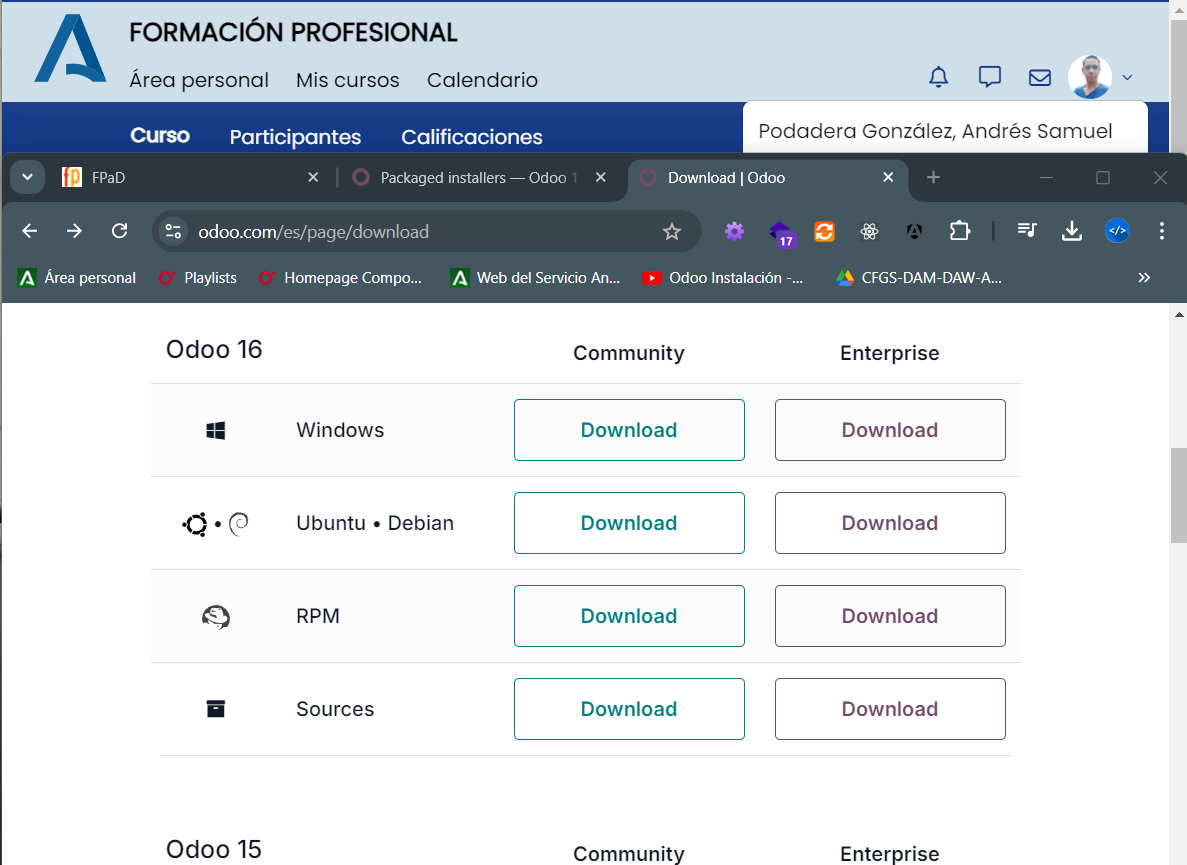 FORMACIÓN PROFESIONAL
Área personal Mis cursos Calendario
Curso Participantes Calificaciones
Podadera González, Andrés Samuel
FPaD
Packaged installers — Odoo 1
Download | Odoo
odoo.com/es/page/download
17
Área personal
Playlists
Homepage Compo...
Web del Servicio An...
Odoo Instalación -...
CFGS-DAM-DAW-A...
Odoo 16 Community Enterprise
Windows Download Download
Ubuntu • Debian Download Download
RPM Download Download
Sources Download Download
Odoo 15 Community Enterprise